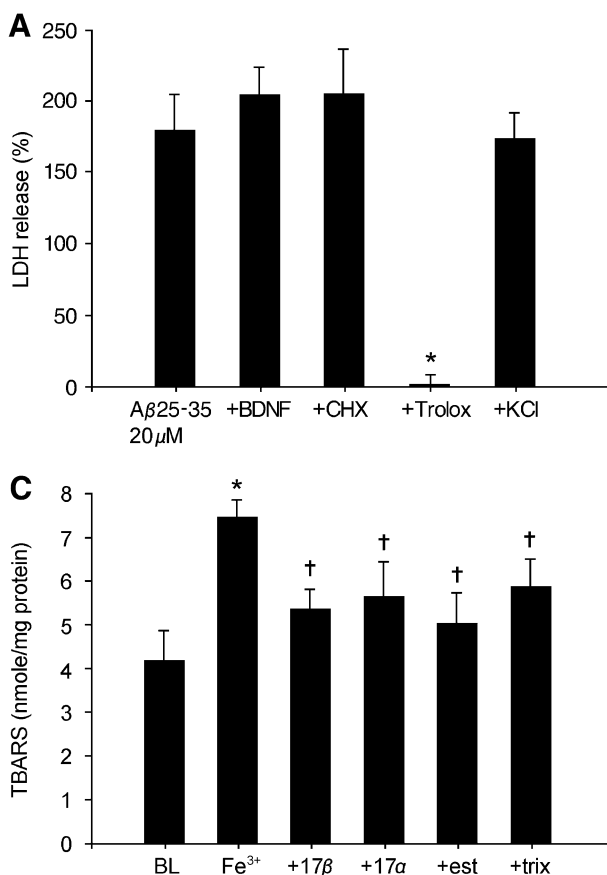 A
250
200
150
100
50
0
LDH release (%)
Aβ25-35 +BDNF +CHX +Trolox +KCl
20 μM
*
C
8
7
6
5
4
3
2
1
0
TBARS (nmole/mg protein)
* † † † †
BL Fe³⁺ +17β +17α +est +trix